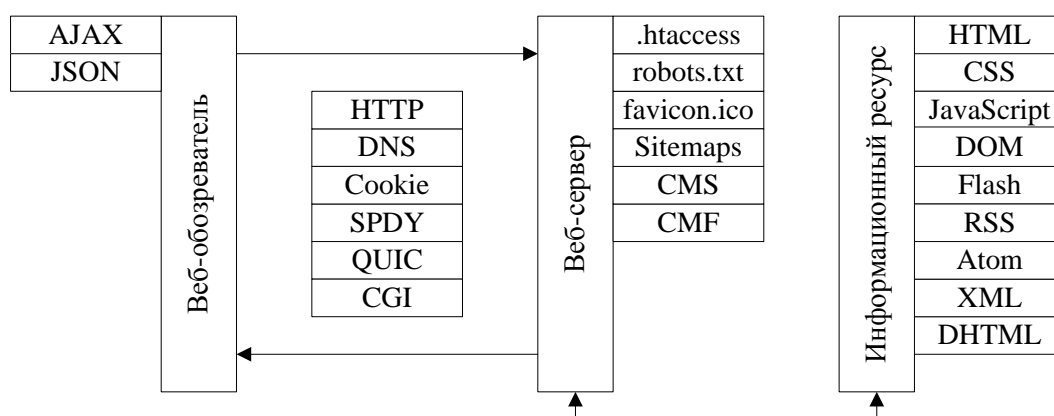 AJAX
JSON
Веб-обозреватель
HTTP
DNS
Cookie
SPDY
QUIC
CGI
Веб-сервер
.htaccess
robots.txt
favicon.ico
Sitemaps
CMS
CMF
Информационный ресурс
HTML
CSS
JavaScript
DOM
Flash
RSS
Atom
XML
DHTML